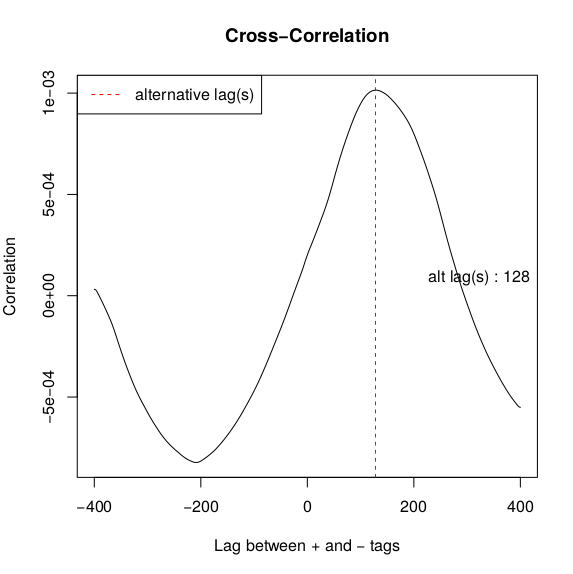 Cross−Correlation
alternative lag(s)
1e−03
5e−04
0e+00
−5e−04
Correlation
alt lag(s) : 128
−400
−200
0
200
400
Lag between + and − tags